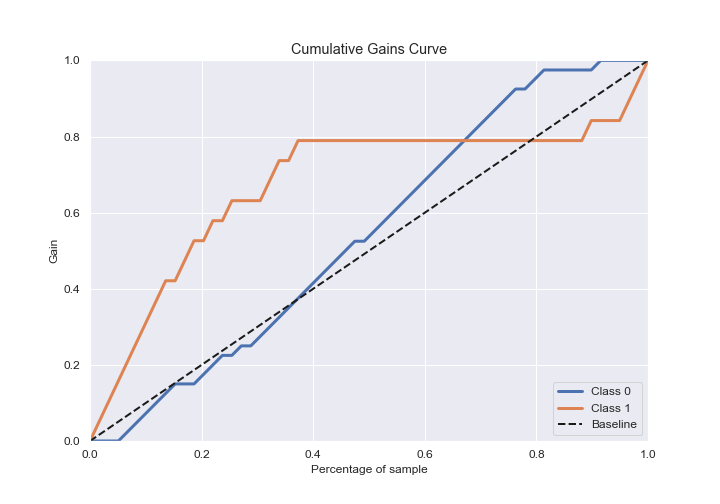 Cumulative Gains Curve
1.0
0.8
0.6
0.4
0.2
0.0
Gain
0.0 0.2 0.4 0.6 0.8 1.0
Percentage of sample
Class 0
Class 1
Baseline